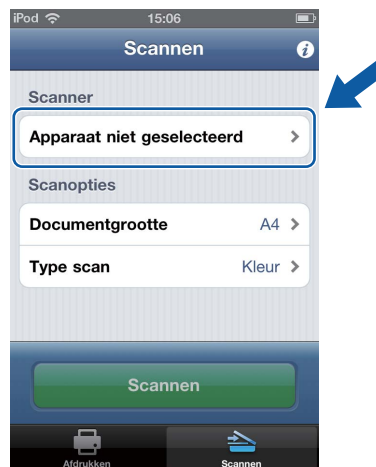 iPod 15:06
Scannen
Scanner
Apparaat niet geselecteerd
Scanopties
Documentgrootte A4
Type scan Kleur
Scannen
Afdrukken Scannen